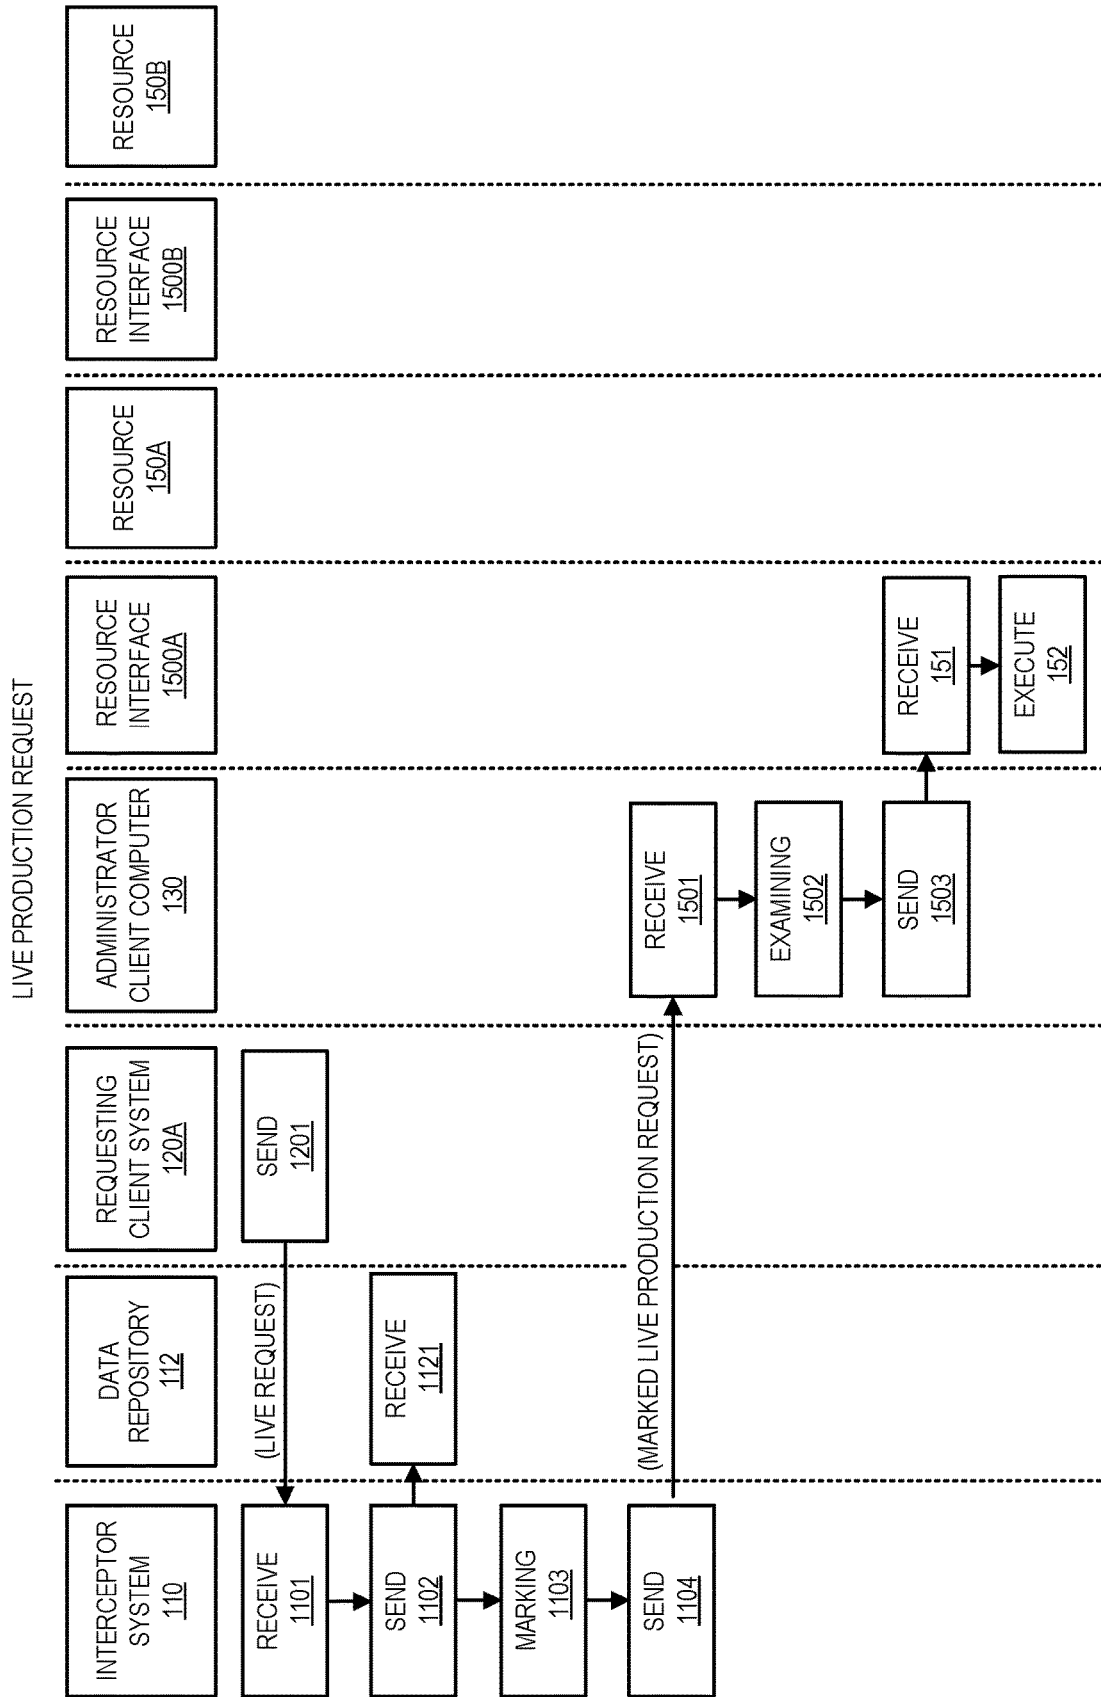 LIVE PRODUCTION REQUEST
INTERCEPTOR
SYSTEM
110
DATA
REPOSITORY
112
REQUESTING
CLIENT SYSTEM
120A
ADMINISTRATOR
CLIENT COMPUTER
130
RESOURCE
INTERFACE
1500A
RESOURCE
150A
RESOURCE
INTERFACE
1500B
RESOURCE
150B
RECEIVE
1101
(LIVE REQUEST)
SEND
1201
SEND
1102
RECEIVE
1121
MARKING
1103
SEND
1104
(MARKED LIVE PRODUCTION REQUEST)
RECEIVE
1501
EXAMINING
1502
SEND
1503
RECEIVE
151
EXECUTE
152